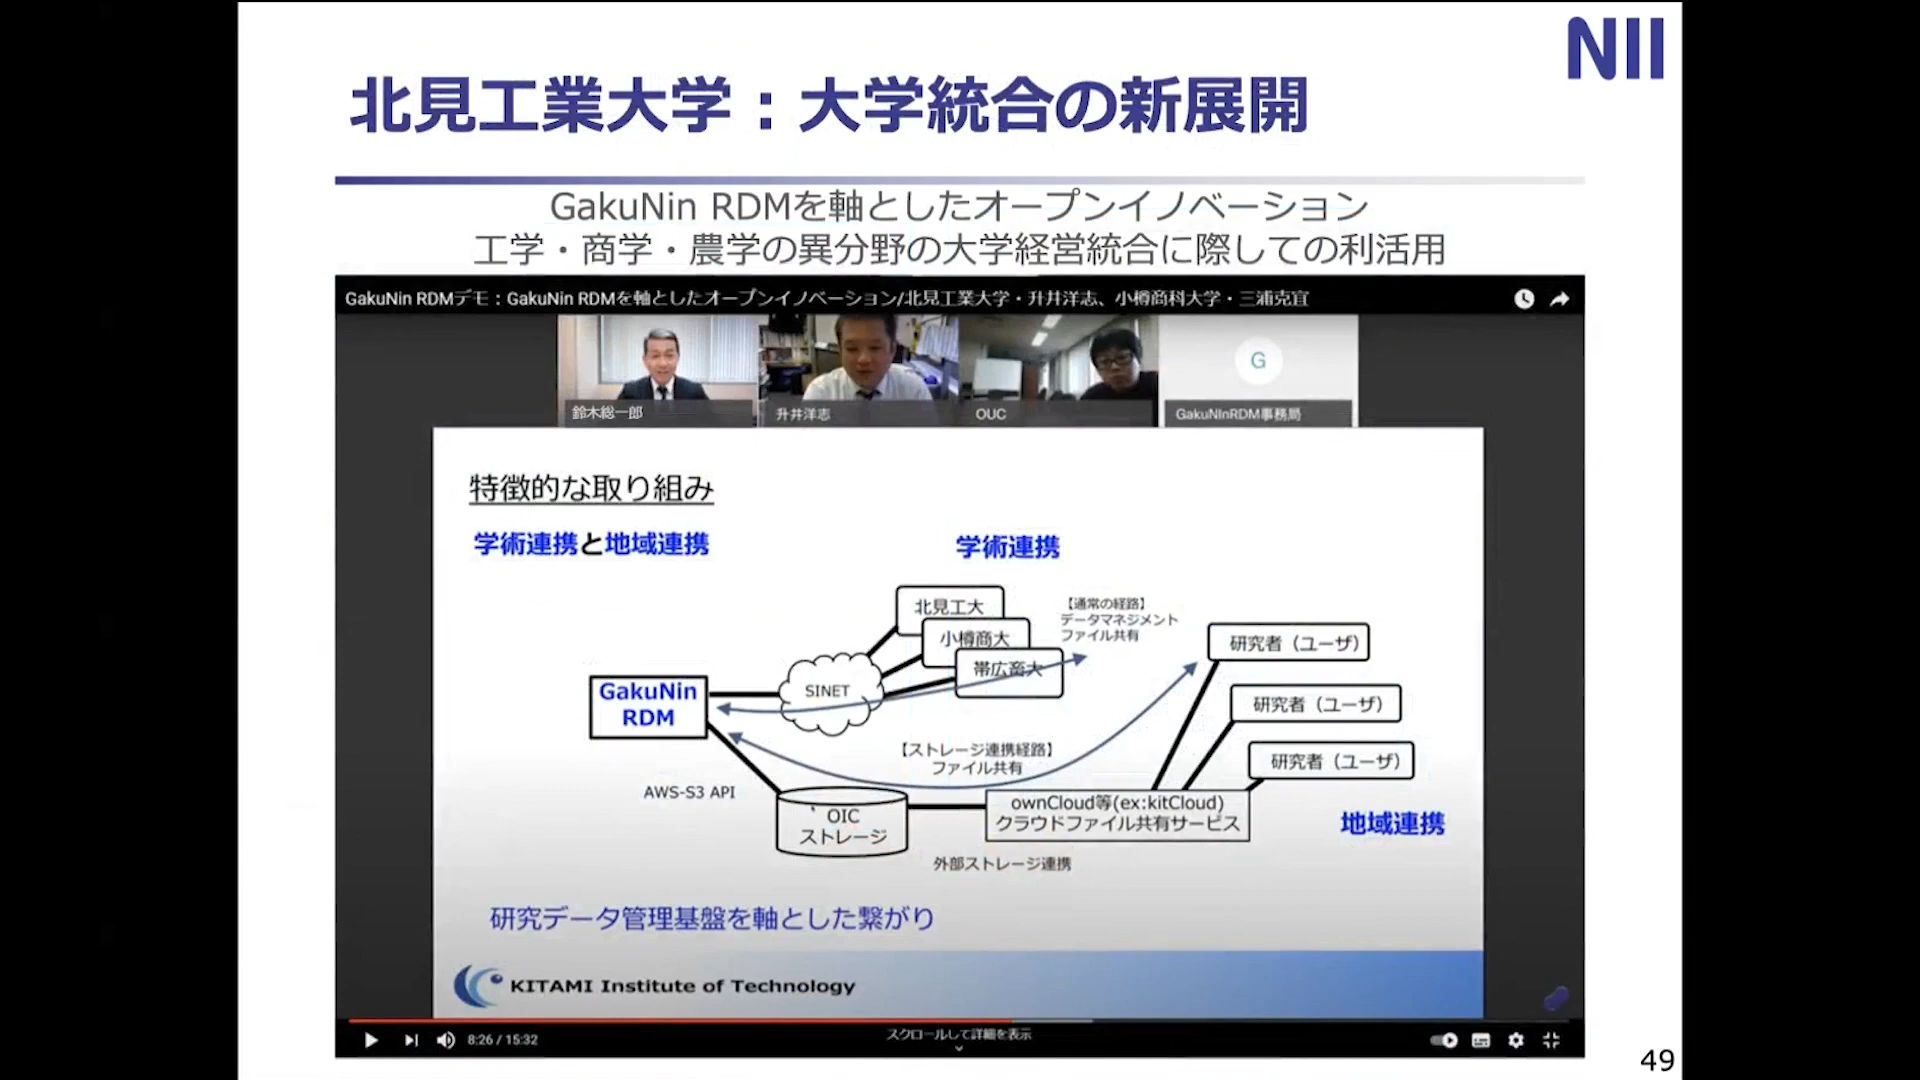 NII
北見工業大学：大学統合の新展開
GakuNin RDMを軸としたオープンイノベーション
工学・商学・農学の異分野の大学経営統合に際しての利活用
GakuNin RDMデモ：GakuNin RDMを軸としたオープンイノベーション/北見工業大学・升井洋志、小樽商科大学・三浦克宜
G
鈴木総一郎
升井洋志
OUC
GakuNInRDM事務局
特徴的な取り組み
学術連携と地域連携
学術連携
北見工大
小樽商大
帯広畜大
【通常の経路】
データマネジメント
ファイル共有
研究者（ユーザ）
研究者（ユーザ）
研究者（ユーザ）
GakuNin
RDM
SINET
【ストレージ連携経路】
ファイル共有
AWS-S3 API
OIC
ストレージ
ownCloud等(ex:kitCloud)
クラウドファイル共有サービス
地域連携
外部ストレージ連携
研究データ管理基盤を軸とした繋がり
KITAMI Institute of Technology
8:26 / 15:32
スクロールして詳細を表示
49